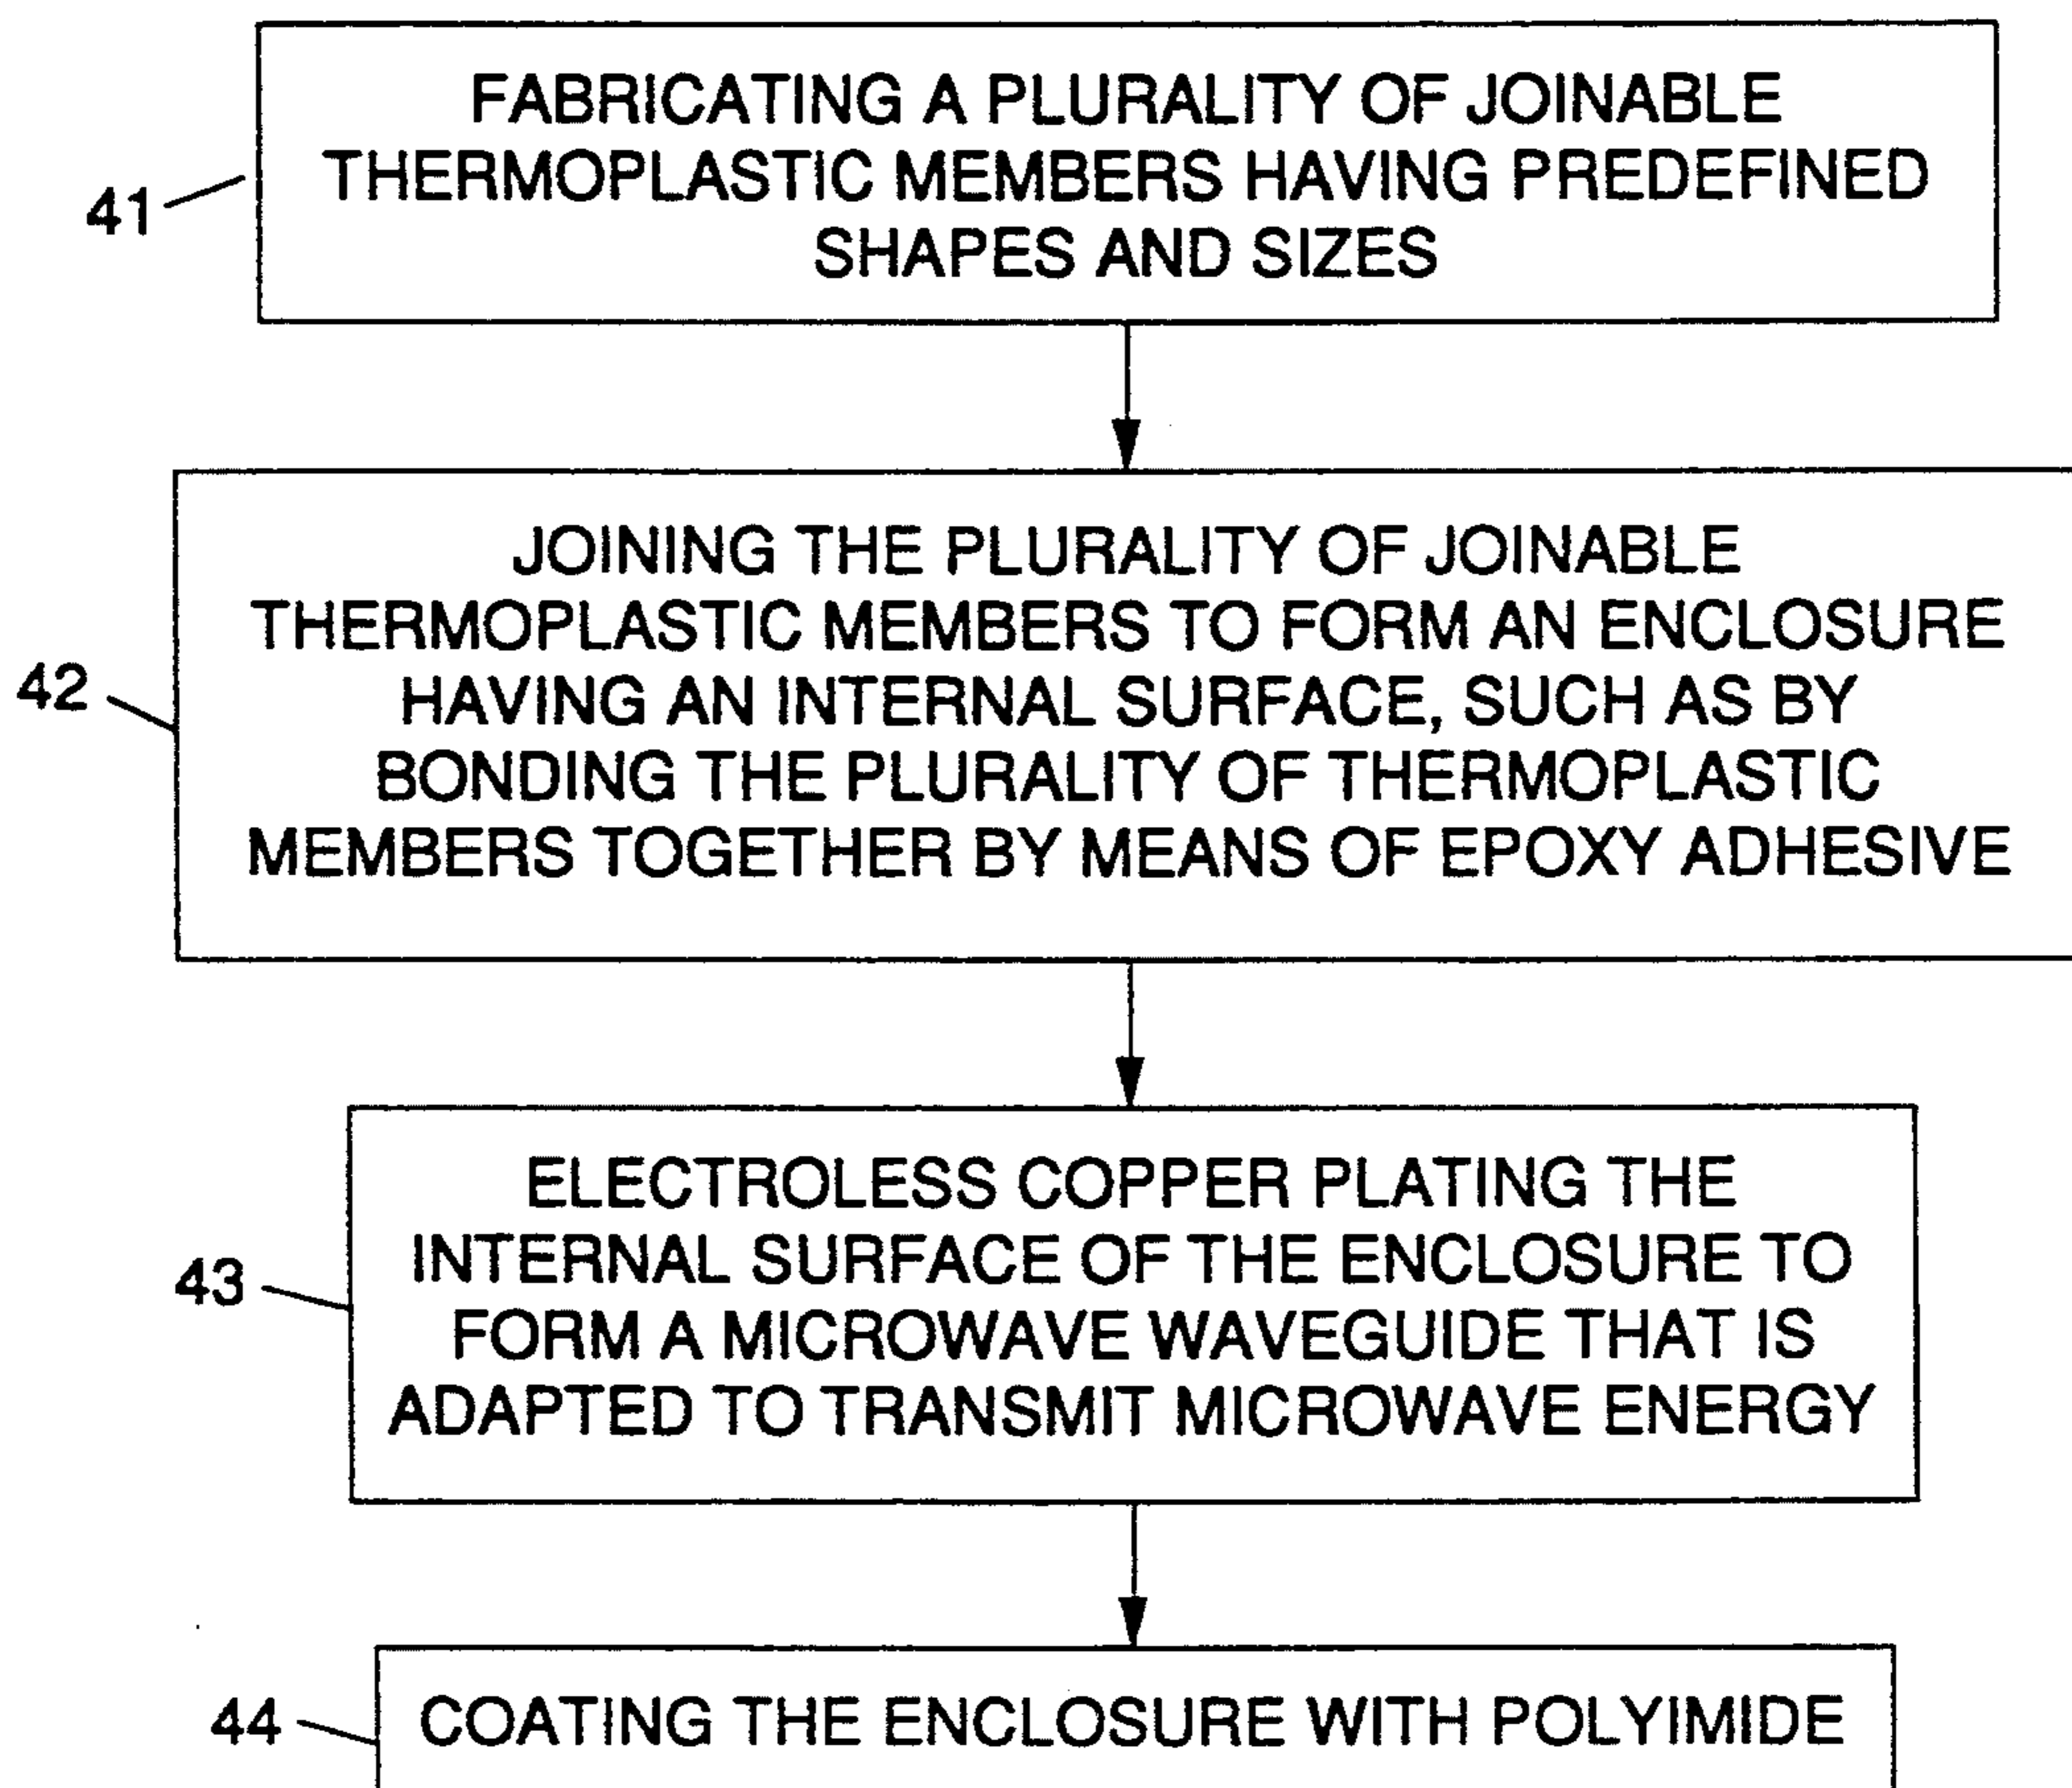 FABRICATING A PLURALITY OF JOINABLE
THERMOPLASTIC MEMBERS HAVING PREDEFINED
SHAPES AND SIZES
41
JOINING THE PLURALITY OF JOINABLE
THERMOPLASTIC MEMBERS TO FORM AN ENCLOSURE
HAVING AN INTERNAL SURFACE, SUCH AS BY
BONDING THE PLURALITY OF THERMOPLASTIC
MEMBERS TOGETHER BY MEANS OF EPOXY ADHESIVE
42
ELECTROLESS COPPER PLATING THE
INTERNAL SURFACE OF THE ENCLOSURE TO
FORM A MICROWAVE WAVEGUIDE THAT IS
ADAPTED TO TRANSMIT MICROWAVE ENERGY
43
COATING THE ENCLOSURE WITH POLYIMIDE
44